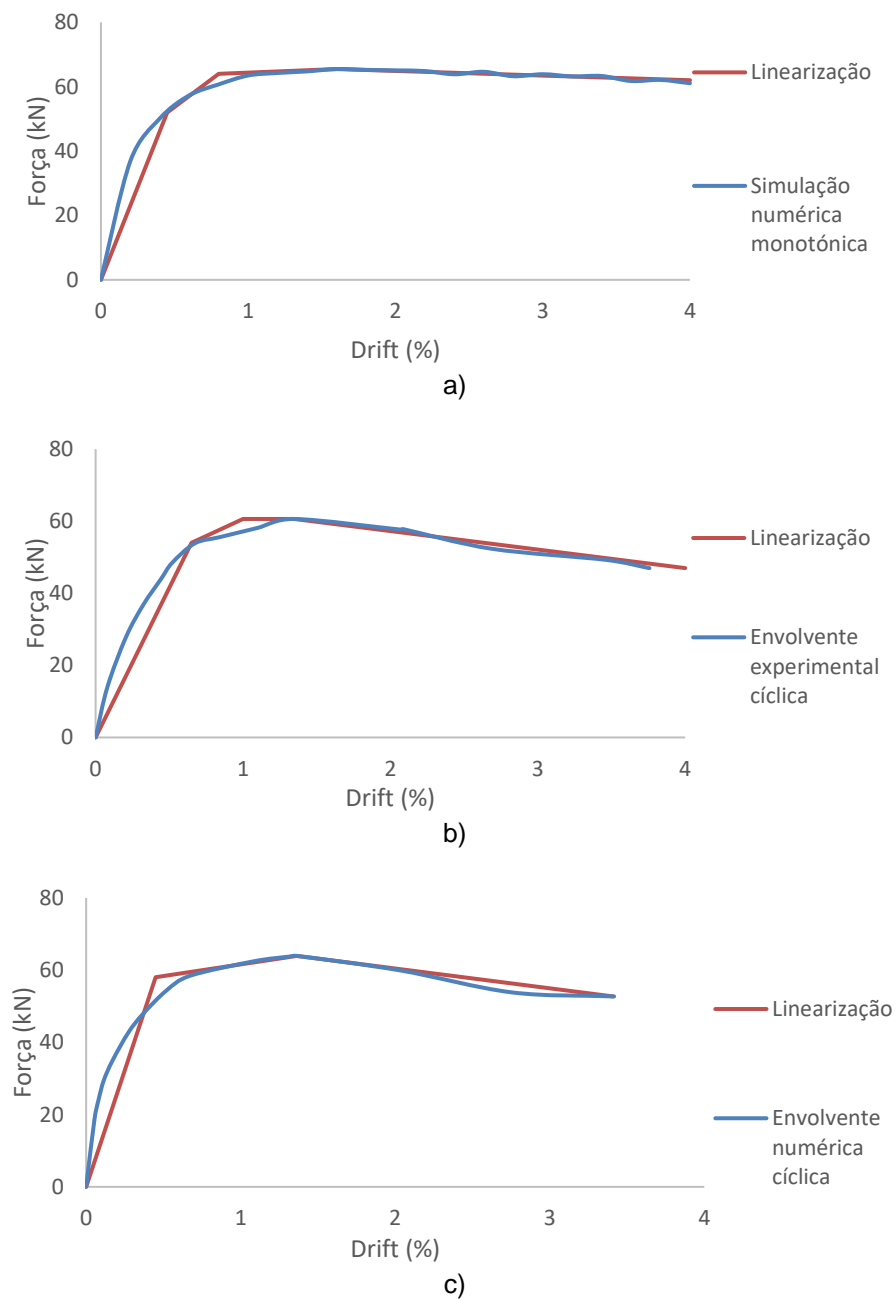 80
60
40
20
0
Força (kN)
0
1
2
3
4
Drift (%)
Linearização
Simulação
numérica
monotónica
a)
80
60
40
20
0
Força (kN)
0
1
2
3
4
Drift (%)
Linearização
Envolvente
experimental
cíclica
b)
80
60
40
20
0
Força (kN)
0
1
2
3
4
Drift (%)
Linearização
Envolvente
numérica
cíclica
c)